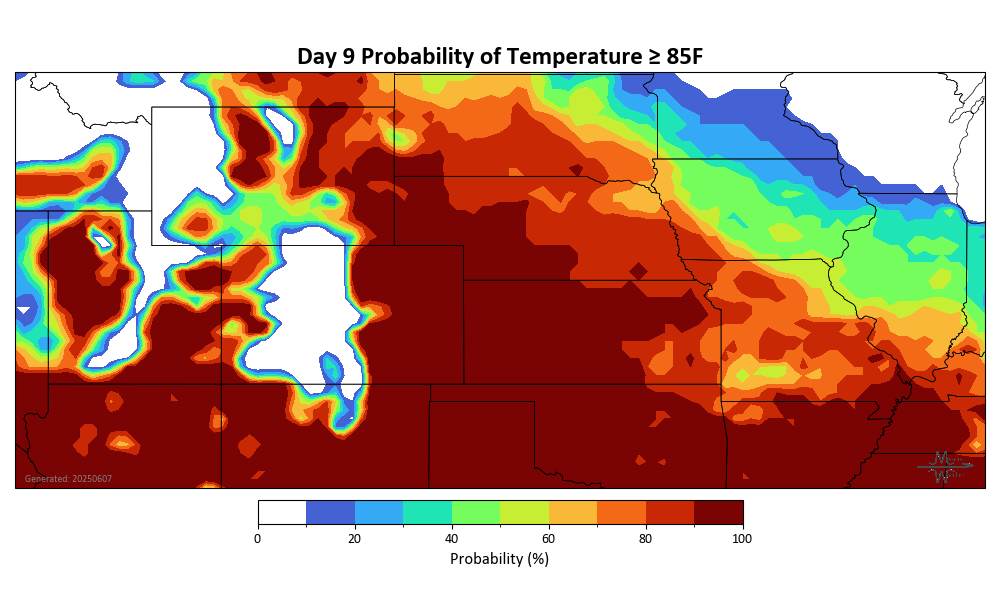 Day 9 Probability of Temperature ≥ 85F
Generated: 20250607
0 20 40 60 80 100
Probability (%)